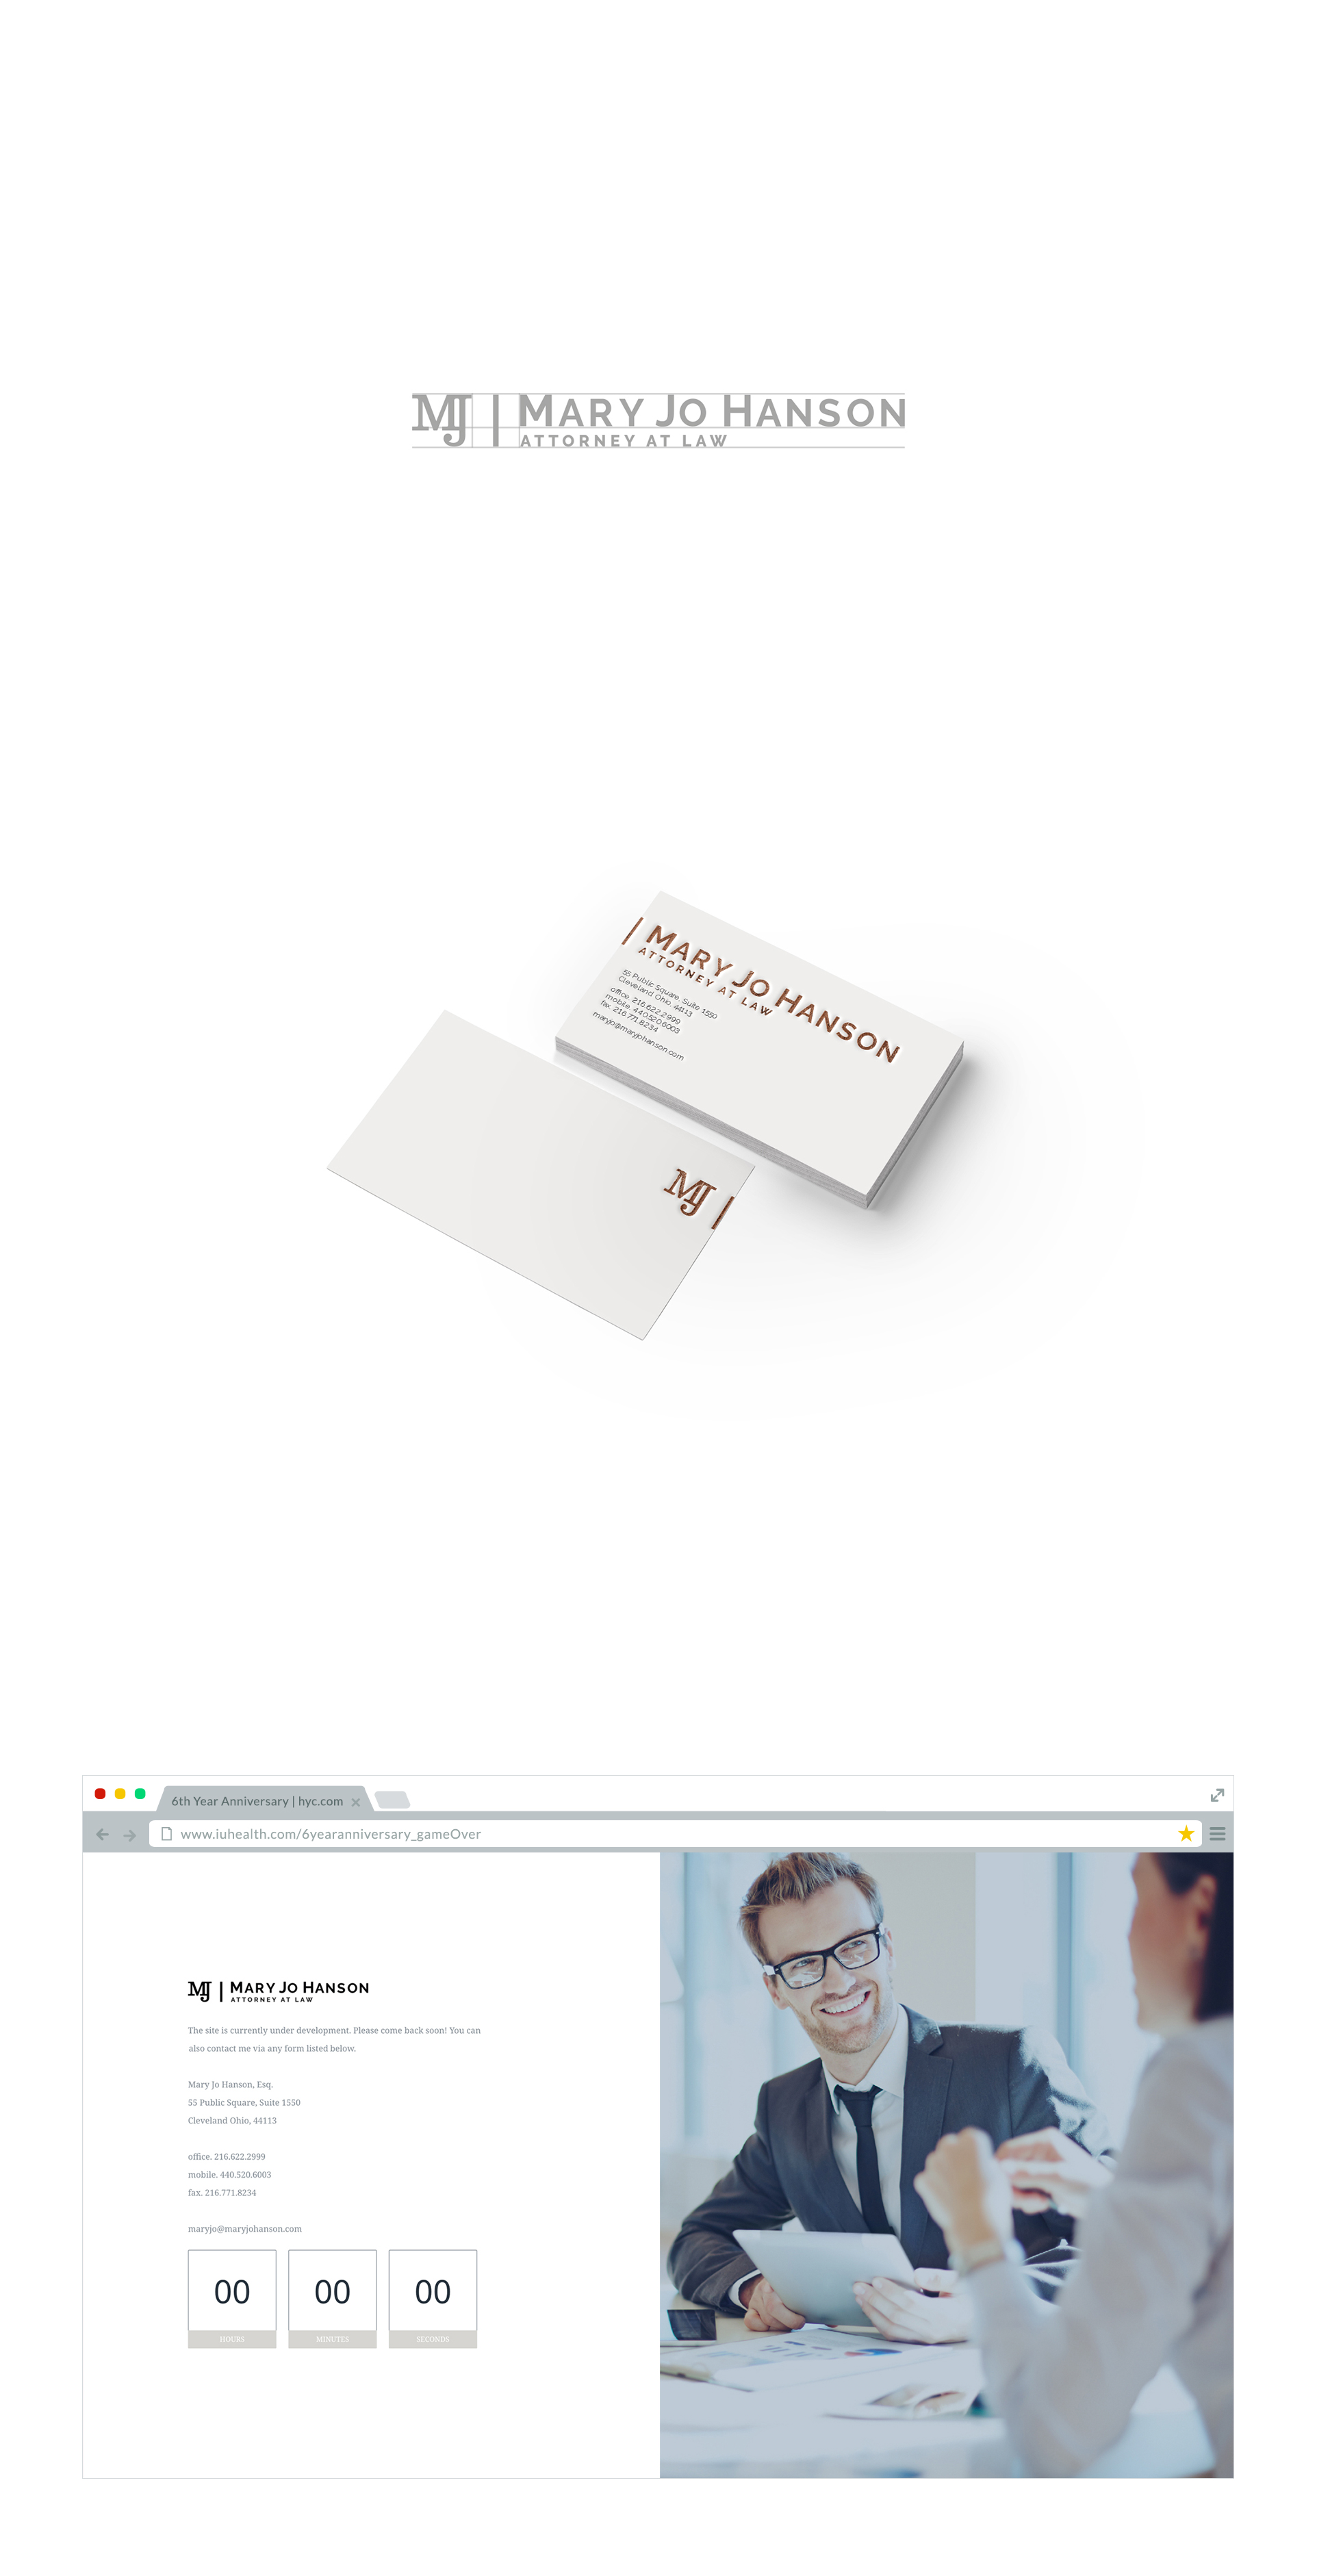 MJ | MARY JO HANSON
ATTORNEY AT LAW
| MARY JO HANSON
ATTORNEY AT LAW
55 Public Square, Suite 1550
Cleveland Ohio, 44113
office. 216.622.2999
mobile. 440.520.6003
fax. 216.771.8234
maryjo@maryjohanson.com
MJ |
6th Year Anniversary | hyc.com
www.iuhealth.com/6yearanniversary_gameOver
MJ | MARY JO HANSON
ATTORNEY AT LAW
The site is currently under development. Please come back soon! You can
also contact me via any form listed below.
Mary Jo Hanson, Esq.
55 Public Square, Suite 1550
Cleveland Ohio, 44113
office. 216.622.2999
mobile. 440.520.6003
fax. 216.771.8234
maryjo@maryjohanson.com
00 00 00
HOURS MINUTES SECONDS